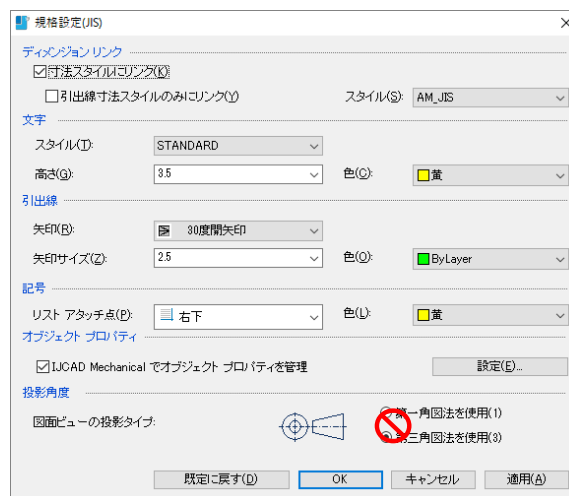 規格設定(JIS)
ディメンジョン リンク
寸法スタイルにリンク(K)
引出線寸法スタイルのみにリンク(Y) スタイル(S): AM_JIS
文字
スタイル(T): STANDARD
高さ(G): 3.5 色(C): 黄
引出線
矢印(R): 30度開矢印
矢印サイズ(Z): 2.5 色(O): ByLayer
記号
リスト アタッチ点(P): 右下 色(L): 黄
オブジェクト プロパティ
IJCAD Mechanical でオブジェクト プロパティを管理 設定(E)...
投影角度
第一角図法を使用(1)
図面ビューの投影タイプ:
第三角図法を使用(3)
既定に戻す(D) OK キャンセル 適用(A)